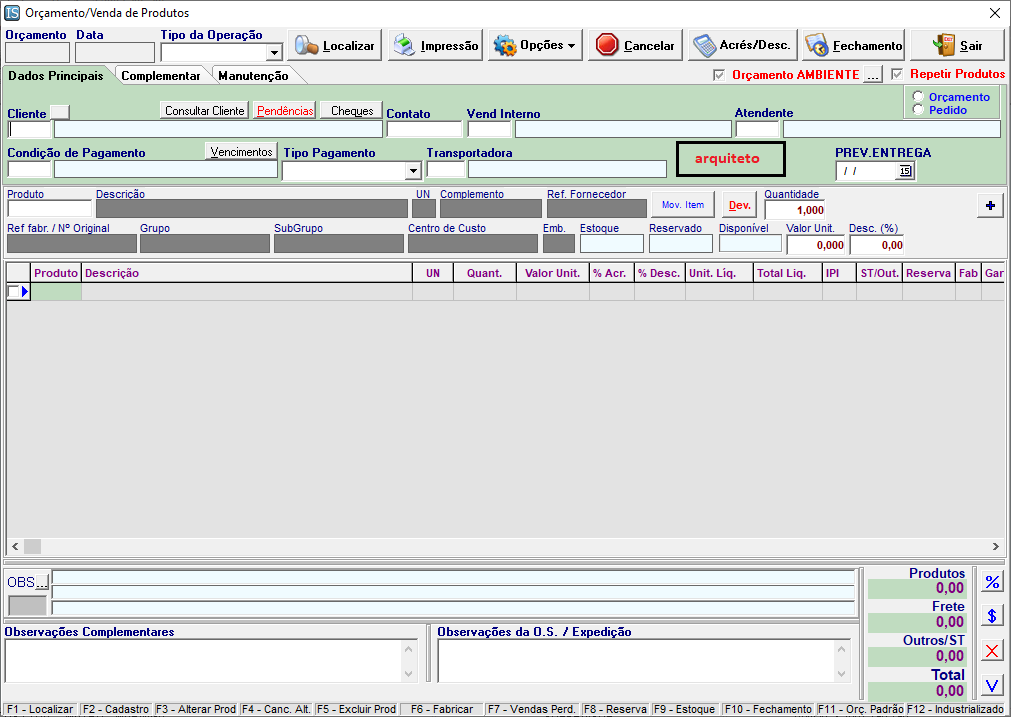 IS Orçamento/Venda de Produtos
Orçamento Data Tipo da Operação
Localizar Impressão Opções Cancelar Acrés/Desc. Fechamento Sair
Dados Principais Complementar Manutenção Orçamento AMBIENTE ... Repetir Produtos
Orçamento
Pedido
Cliente Consultar Cliente Pendências Cheques Contato Vend Interno Atendente
Condição de Pagamento Vencimentos Tipo Pagamento Transportadora arquiteto PREV.ENTREGA
/ / 15
Produto Descrição UN Complemento Ref. Fornecedor Mov. Item Dev. Quantidade
1,000 +
Ref fabr. / Nº Original Grupo SubGrupo Centro de Custo Emb. Estoque Reservado Disponível Valor Unit. Desc. (%)
0,000 0,00
Produto Descrição UN Quant. Valor Unit. % Acr. % Desc. Unit. Líq. Total Liq. IPI ST/Out. Reserva Fab Gar
OBS...
Produtos
0,00 %
Frete
0,00 $
Outros/ST
0,00 X
Total
0,00 V
Observações Complementares Observações da O.S. / Expedição
F1 - Localizar F2 - Cadastro F3 - Alterar Prod F4 - Canc. Alt. F5 - Excluir Prod F6 - Fabricar F7 - Vendas Perd. F8 - Reserva F9 - Estoque F10 - Fechamento F11 - Orç. Padrão F12 - Industrializado